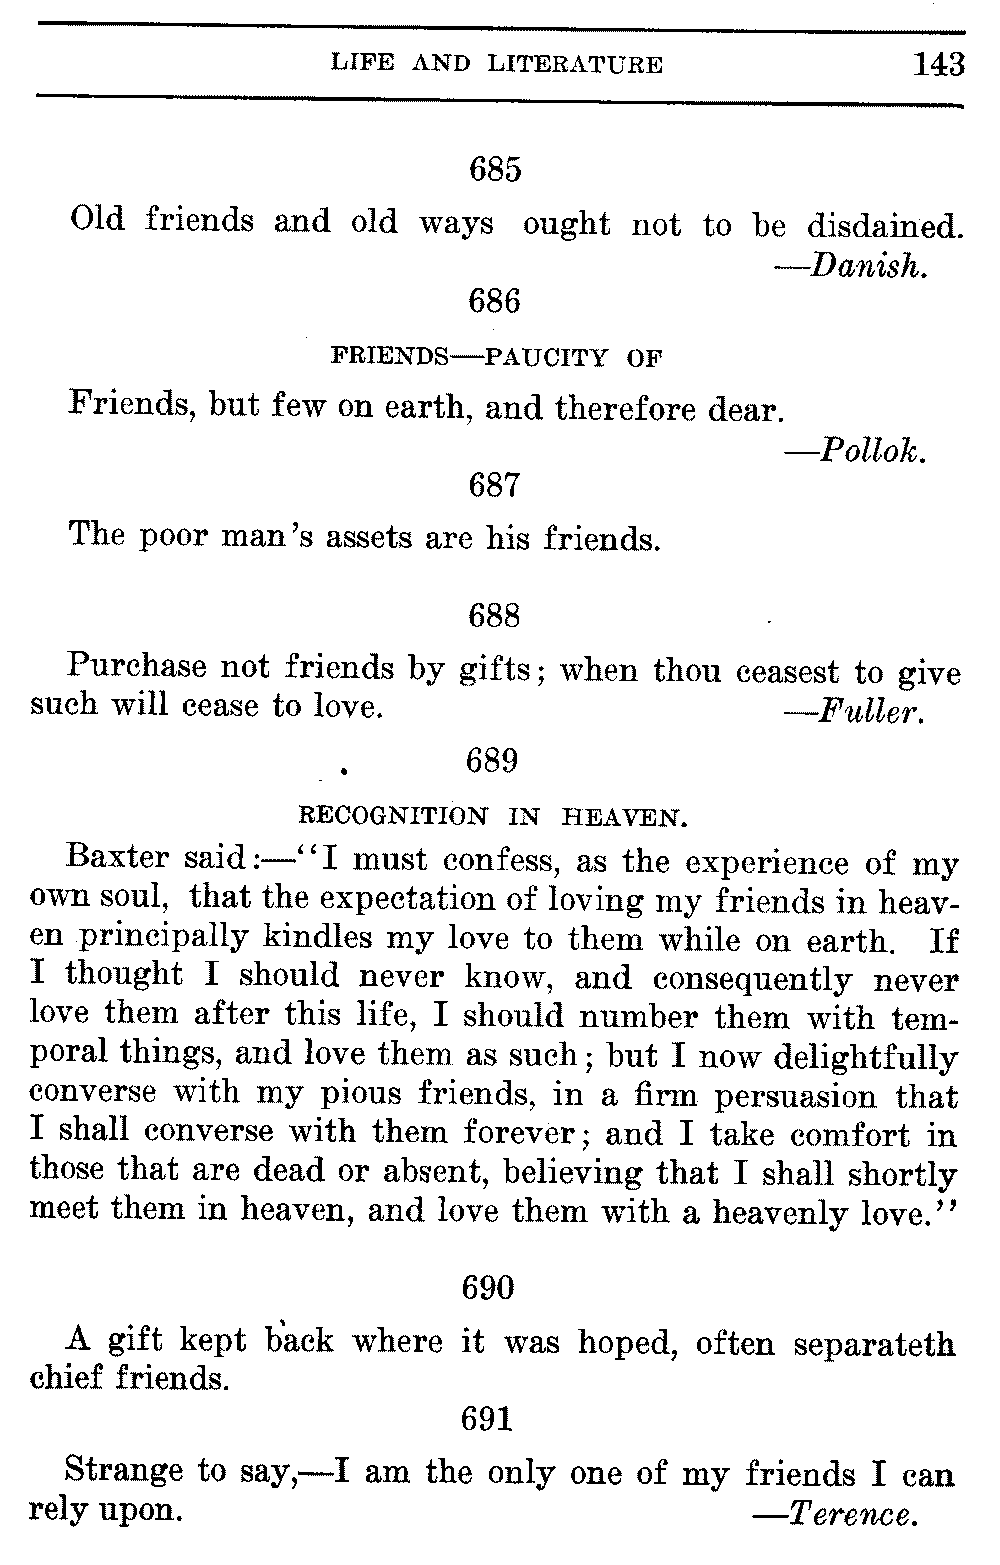 LIFE AND LITERATURE 143
685
Old friends and old ways ought not to be disdained.
—Danish.
686
FRIENDS—PAUCITY OF
Friends, but few on earth, and therefore dear.
—Pollok.
687
The poor man's assets are his friends.
688
Purchase not friends by gifts; when thou ceasest to give
such will cease to love. —Fuller.
689
RECOGNITION IN HEAVEN.
Baxter said:—"I must confess, as the experience of my
own soul, that the expectation of loving my friends in heav-
en principally kindles my love to them while on earth. If
I thought I should never know, and consequently never
love them after this life, I should number them with tem-
poral things, and love them as such; but I now delightfully
converse with my pious friends, in a firm persuasion that
I shall converse with them forever; and I take comfort in
those that are dead or absent, believing that I shall shortly
meet them in heaven, and love them with a heavenly love."
690
A gift kept back where it was hoped, often separateth
chief friends.
691
Strange to say,—I am the only one of my friends I can
rely upon. —Terence.